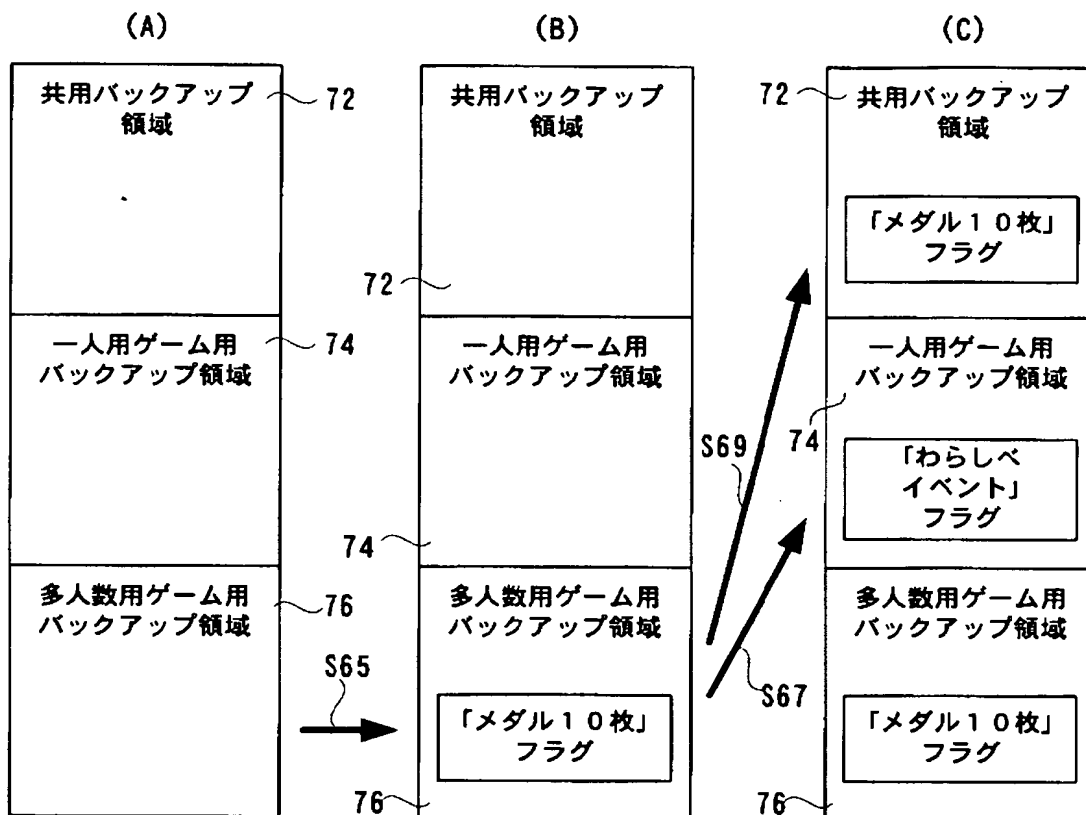 (A)
共用バックアップ
領域
72
一人用ゲーム用
バックアップ領域
74
多人数用ゲーム用
バックアップ領域
76
S65
(B)
共用バックアップ
領域
72
一人用ゲーム用
バックアップ領域
74
多人数用ゲーム用
バックアップ領域
「メダル１０枚」
フラグ
76
S69
S67
(C)
72
共用バックアップ
領域
「メダル１０枚」
フラグ
一人用ゲーム用
バックアップ領域
74
「わらしべ
イベント」
フラグ
多人数用ゲーム用
バックアップ領域
「メダル１０枚」
フラグ
76